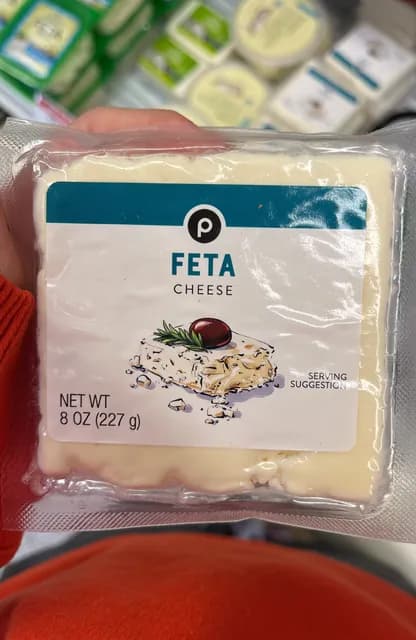 P
FETA
CHEESE
SERVING
SUGGESTION
NET WT
8 OZ (227 g)